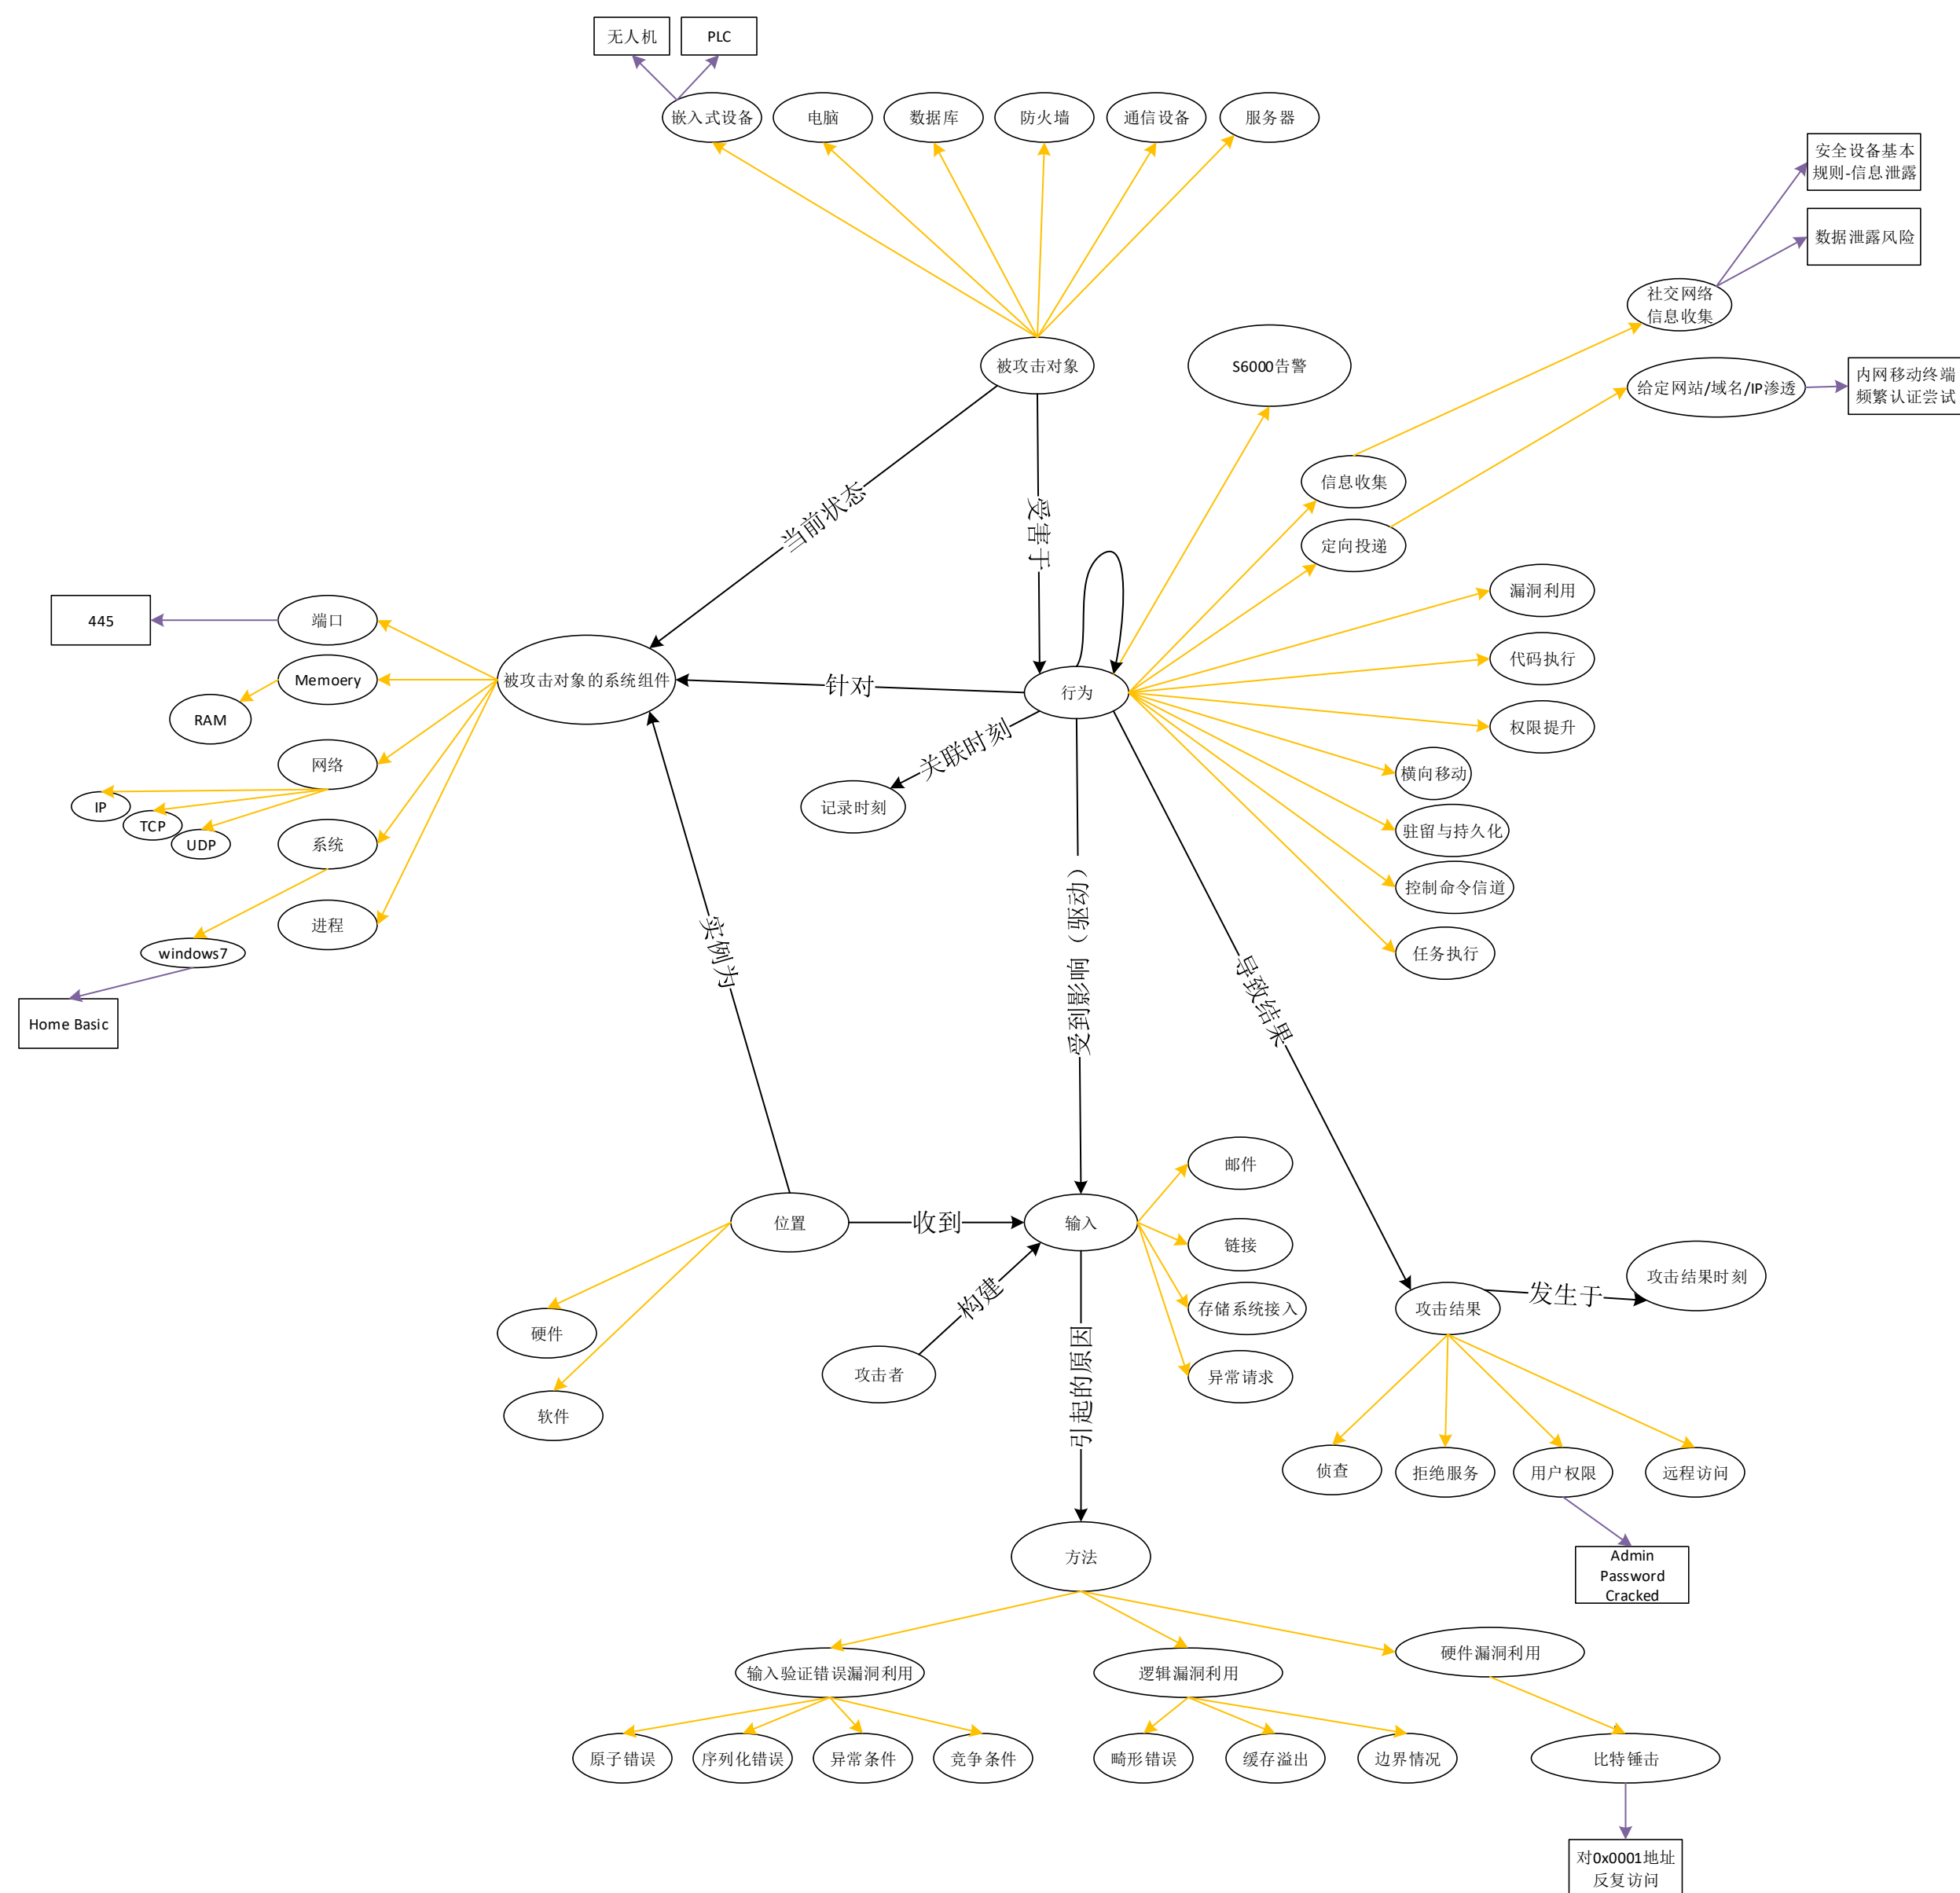 无人机
PLC
嵌入式设备
电脑
数据库
防火墙
通信设备
服务器
安全设备基本
规则-信息泄露
数据泄露风险
社交网络
信息收集
被攻击对象
S6000告警
给定网站/域名/IP渗透
内网移动终端
频繁认证尝试
信息收集
当前状态
受害于
定向投递
漏洞利用
445
端口
代码执行
Memoery
被攻击对象的系统组件
针对
行为
RAM
权限提升
关联时刻
网络
横向移动
IP
记录时刻
TCP
UDP
系统
驻留与持久化
控制命令信道
进程
受到影响（驱动）
windows7
实例为
任务执行
导致结果
Home Basic
邮件
位置
收到
输入
链接
攻击结果时刻
构建
存储系统接入
攻击结果
发生于
硬件
攻击者
异常请求
引起的原因
软件
侦查
拒绝服务
用户权限
远程访问
方法
Admin
Password
Cracked
输入验证错误漏洞利用
逻辑漏洞利用
硬件漏洞利用
原子错误
序列化错误
异常条件
竞争条件
畸形错误
缓存溢出
边界情况
比特锤击
对0x0001地址
反复访问